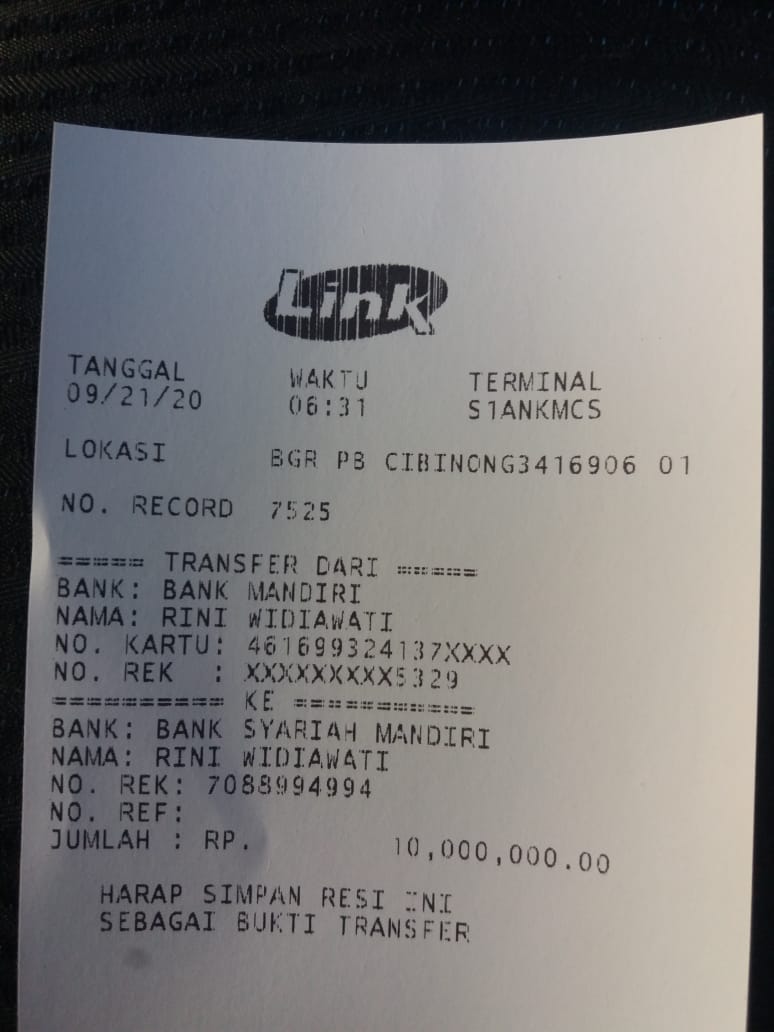 Link
TANGGAL WAKTU TERMINAL
09/21/20 06:31 S1ANKMCS
LOKASI BGR PB CIBINONG3416906 01
NO. RECORD 7525
===== TRANSFER DARI ======
BANK: BANK MANDIRI
NAMA: RINI WIDIAWATI
NO. KARTU: 461699324137XXXX
NO. REK : XXXXXXXXX5329
========== KE ============
BANK: BANK SYARIAH MANDIRI
NAMA: RINI WIDIAWATI
NO. REK: 7088994994
NO. REF:
JUMLAH : RP. 10,000,000.00
HARAP SIMPAN RESI INI
SEBAGAI BUKTI TRANSFER